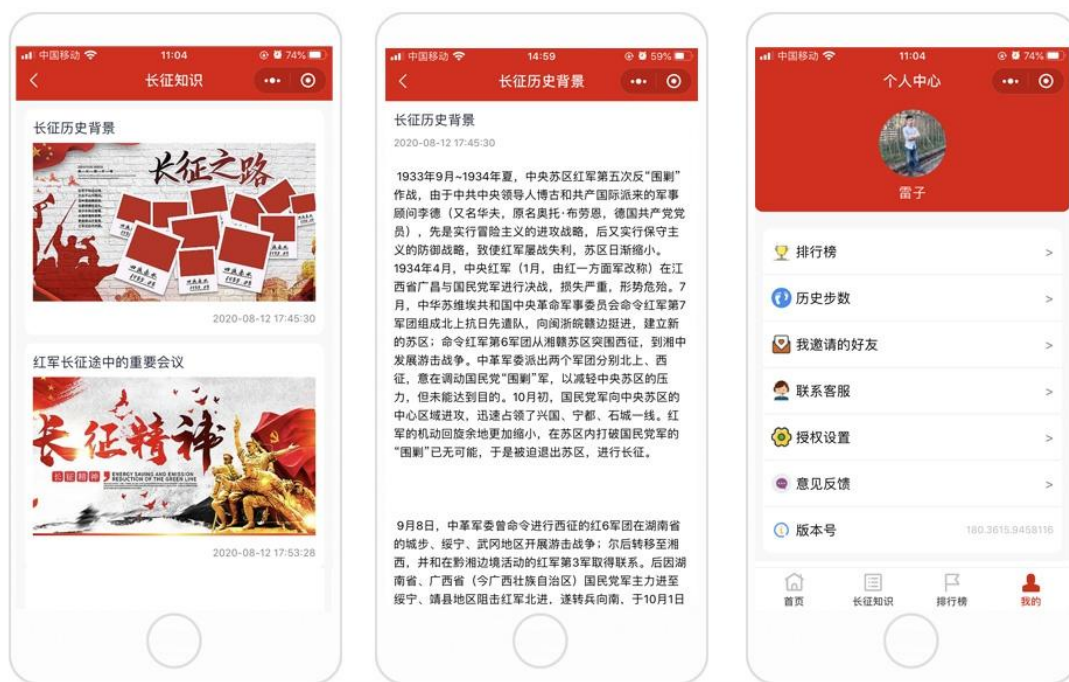 中国移动 11:04 74%
长征知识
长征历史背景
长征之路
2020-08-12 17:45:30
红军长征途中的重要会议
长征精神
长征精神 ENERGY SAVING AND EMISSION
REDUCTION OF THE GREEN LINE
2020-08-12 17:53:28
中国移动 14:59 59%
长征历史背景
长征历史背景
2020-08-12 17:45:30
1933年9月~1934年夏，中央苏区红军第五次反“围剿”
作战，由于中共中央领导人博古和共产国际派来的军事
顾问李德（又名华夫，原名奥托·布劳恩，德国共产党党
员），先是实行冒险主义的进攻战略，后又实行保守主
义的防御战略，致使红军屡战失利，苏区日渐缩小。
1934年4月，中央红军（1月，由红一方面军改称）在江
西省广昌与国民党军进行决战，损失严重，形势危殆。7
月，中华苏维埃共和国中央革命军事委员会命令红军第7
军团组成北上抗日先遣队，向闽浙皖赣边挺进，建立新
的苏区；命令红军第6军团从湘赣苏区突围西征，到湘中
发展游击战争。中革军委派出两个军团分别北上、西
征，意在调动国民党“围剿”军，以减轻中央苏区的压
力，但未能达到目的。10月初，国民党军向中央苏区的
中心区域进攻，迅速占领了兴国、宁都、石城一线。红
军的机动回旋余地更加缩小，在苏区内打破国民党军的
“围剿”已无可能，于是被迫退出苏区，进行长征。
9月8日，中革军委曾命令进行西征的红6军团在湖南省
的城步、绥宁、武冈地区开展游击战争；尔后转移至湘
西，并和在黔湘边境活动的红军第3军取得联系。后因湖
南省、广西省（今广西壮族自治区）国民党军主力进至
绥宁、靖县地区阻击红军北进，遂转兵向南，于10月1日
中国移动 11:04 74%
个人中心
雷子
排行榜 >
历史步数 >
我邀请的好友 >
联系客服 >
授权设置 >
意见反馈 >
版本号 180.3615.9458116
首页 长征知识 排行榜 我的